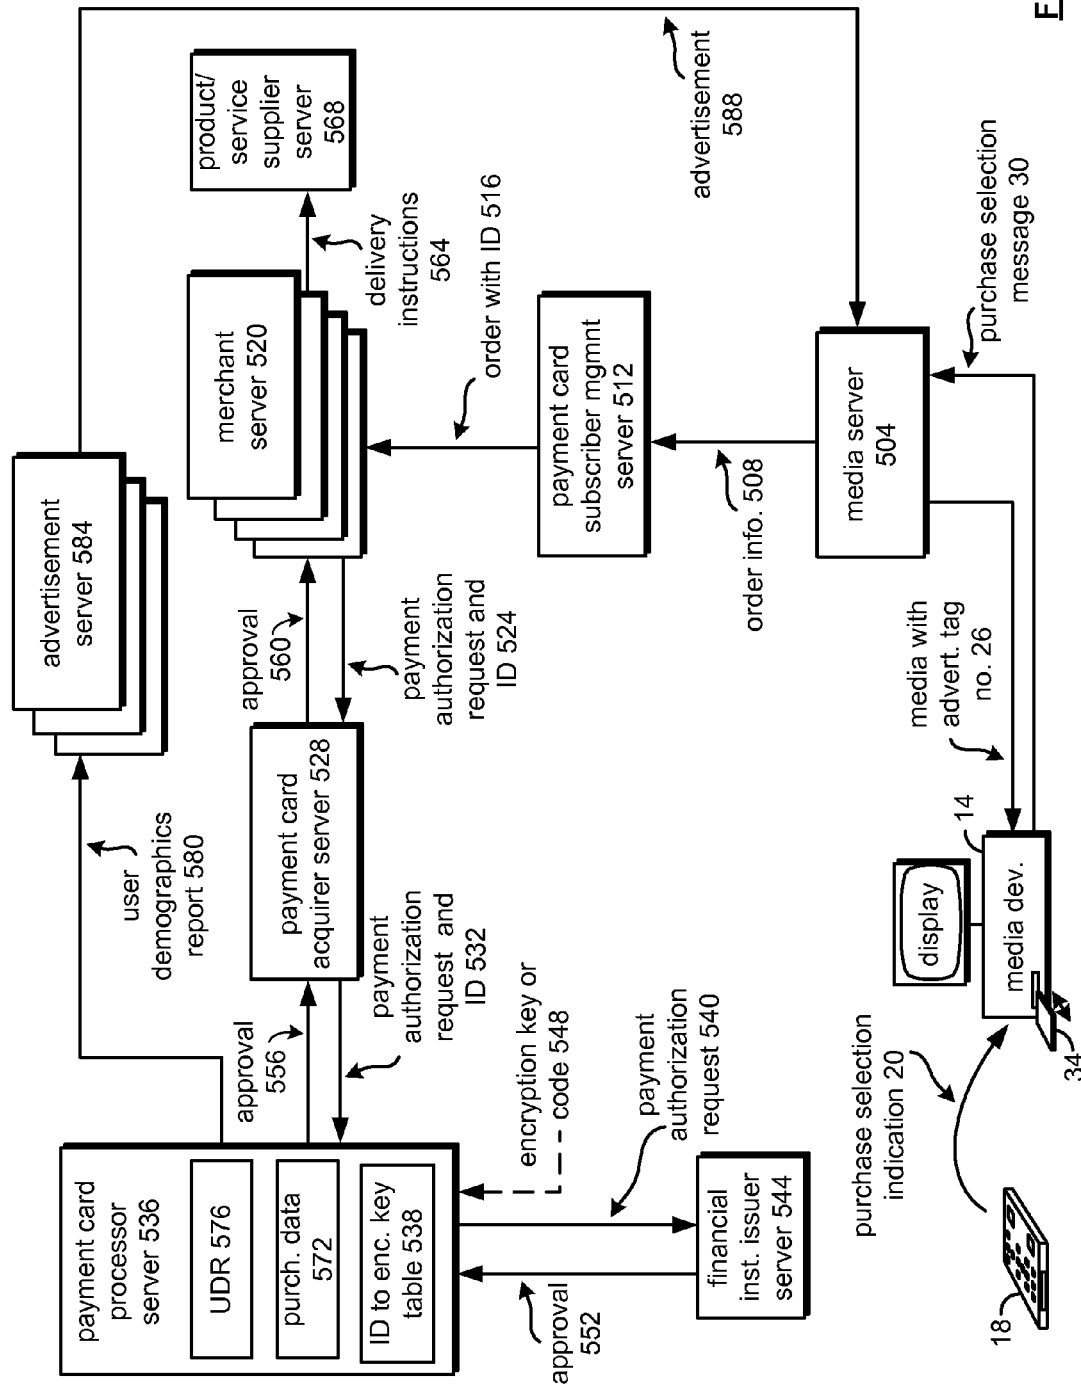 payment card
processor
server 536
UDR 576
purch. data
572
ID to enc. key
table 538
user
demographics
report 580
advertisement
server 584
approval
556
payment
authorization
request and
ID 532
payment card
acquirer server 528
approval
560
payment
authorization
request and
ID 524
merchant
server 520
delivery
instructions
564
product/
service
supplier
server
568
encryption key or
code 548
payment
authorization
request 540
approval
552
financial
inst. issuer
server 544
order with ID 516
payment card
subscriber mgmnt
server 512
order info. 508
advertisement
588
media server
504
purchase selection
message 30
media with
advert. tag
no. 26
14
display
media dev.
34
purchase selection
indication 20
18